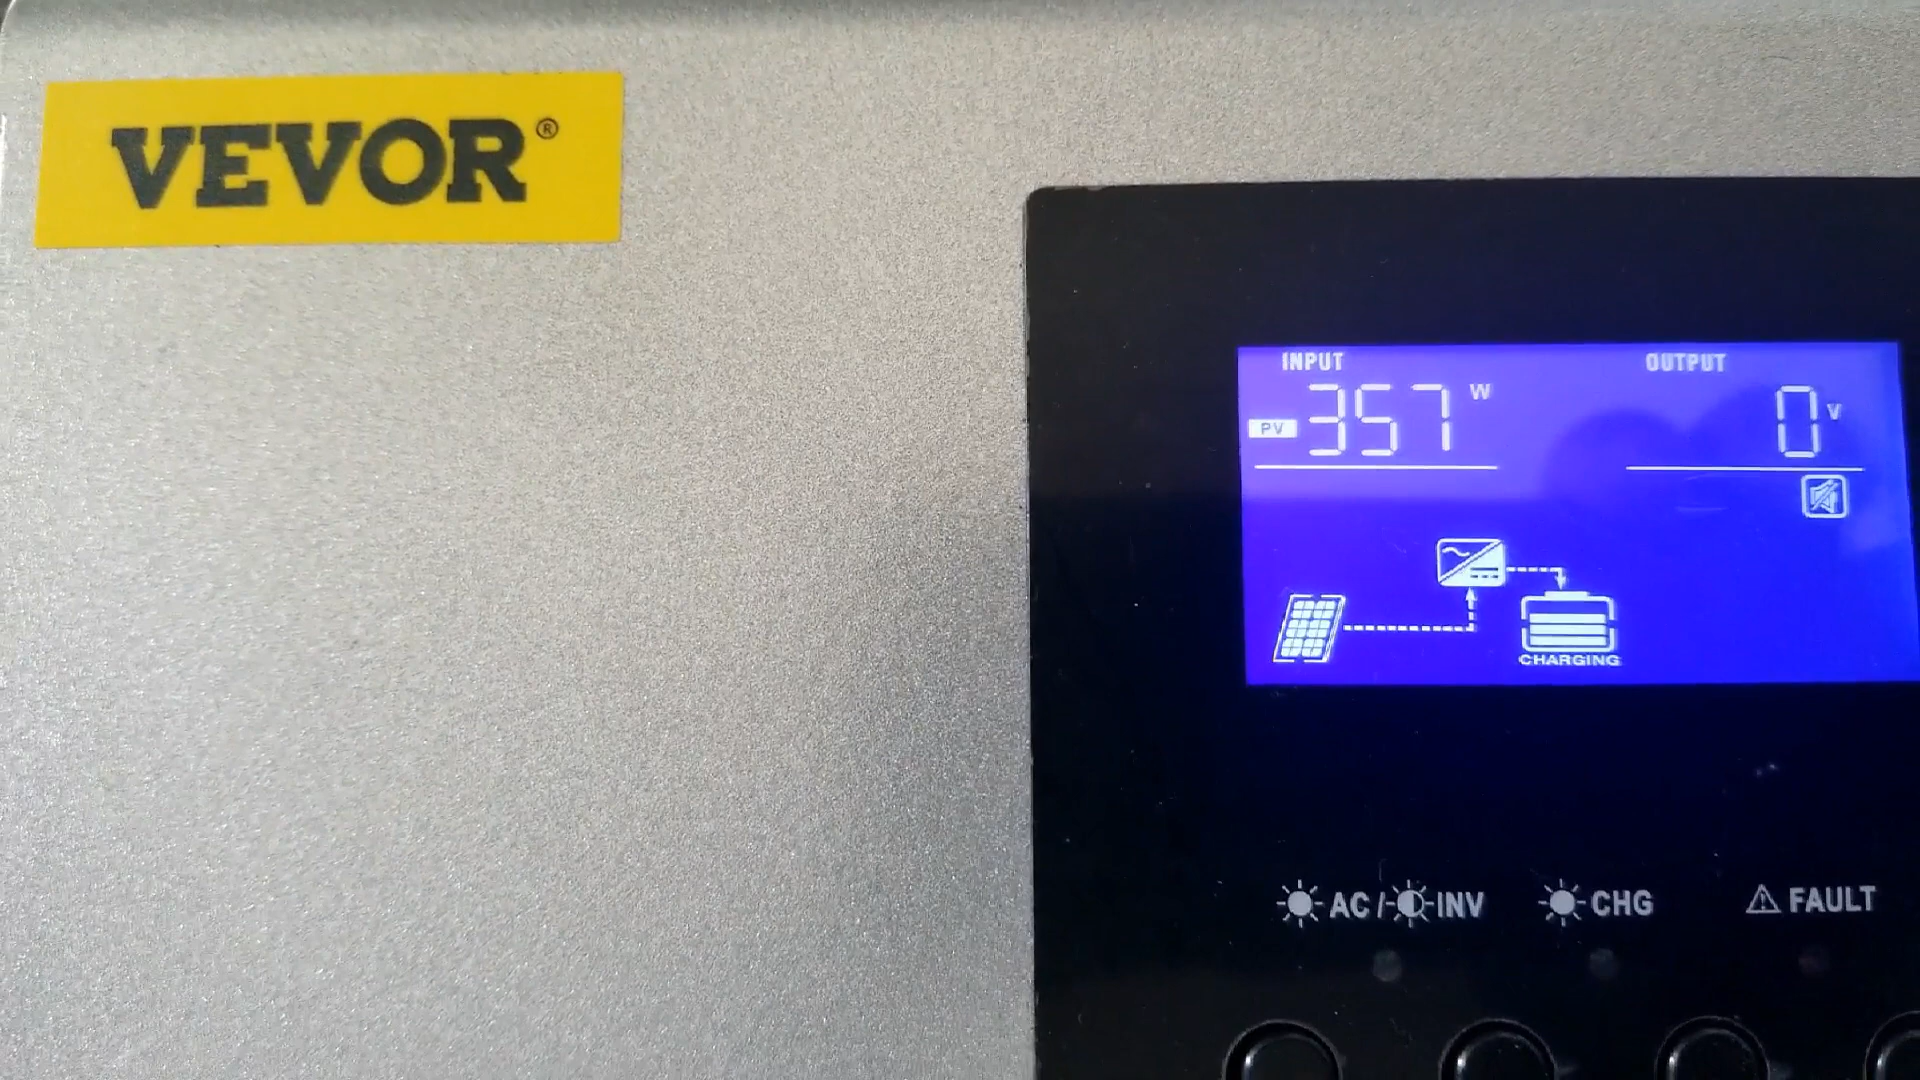 VEVOR®
INPUT OUTPUT
PV 357 W 0 V
CHARGING
AC / INV CHG FAULT